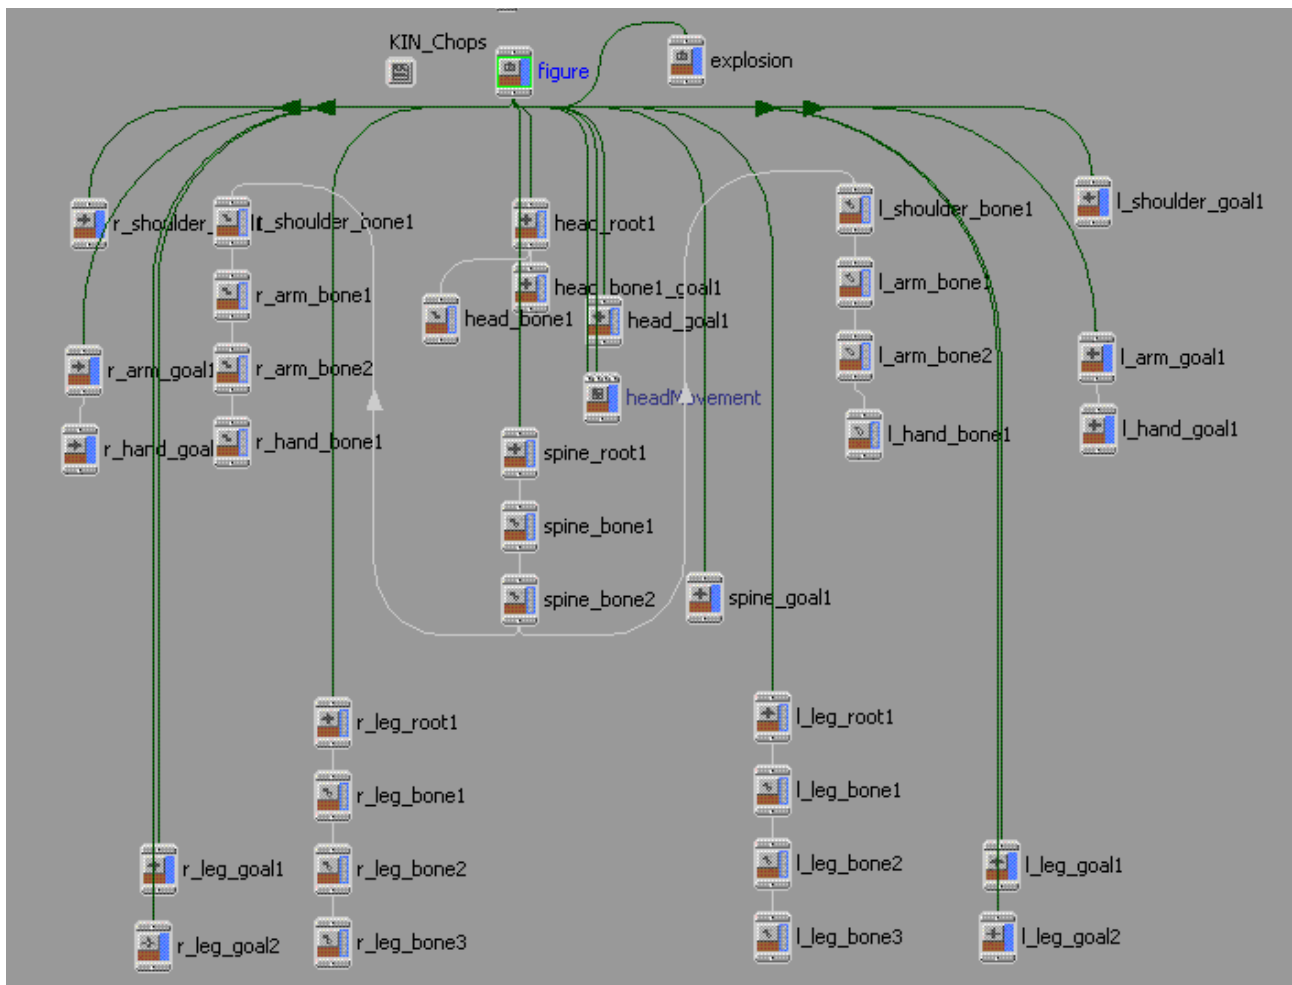 KIN_Chops
figure
explosion
r_shoulder_
r_shoulder_bone1
head_root1
l_shoulder_bone1
l_shoulder_goal1
r_arm_bone1
head_bone1_goal1
l_arm_bone1
head_bone1
head_goal1
r_arm_goal1
r_arm_bone2
l_arm_bone2
l_arm_goal1
headMovement
r_hand_goal
r_hand_bone1
l_hand_bone1
l_hand_goal1
spine_root1
spine_bone1
spine_bone2
spine_goal1
r_leg_root1
l_leg_root1
r_leg_bone1
l_leg_bone1
r_leg_goal1
r_leg_bone2
l_leg_bone2
l_leg_goal1
r_leg_goal2
r_leg_bone3
l_leg_bone3
l_leg_goal2